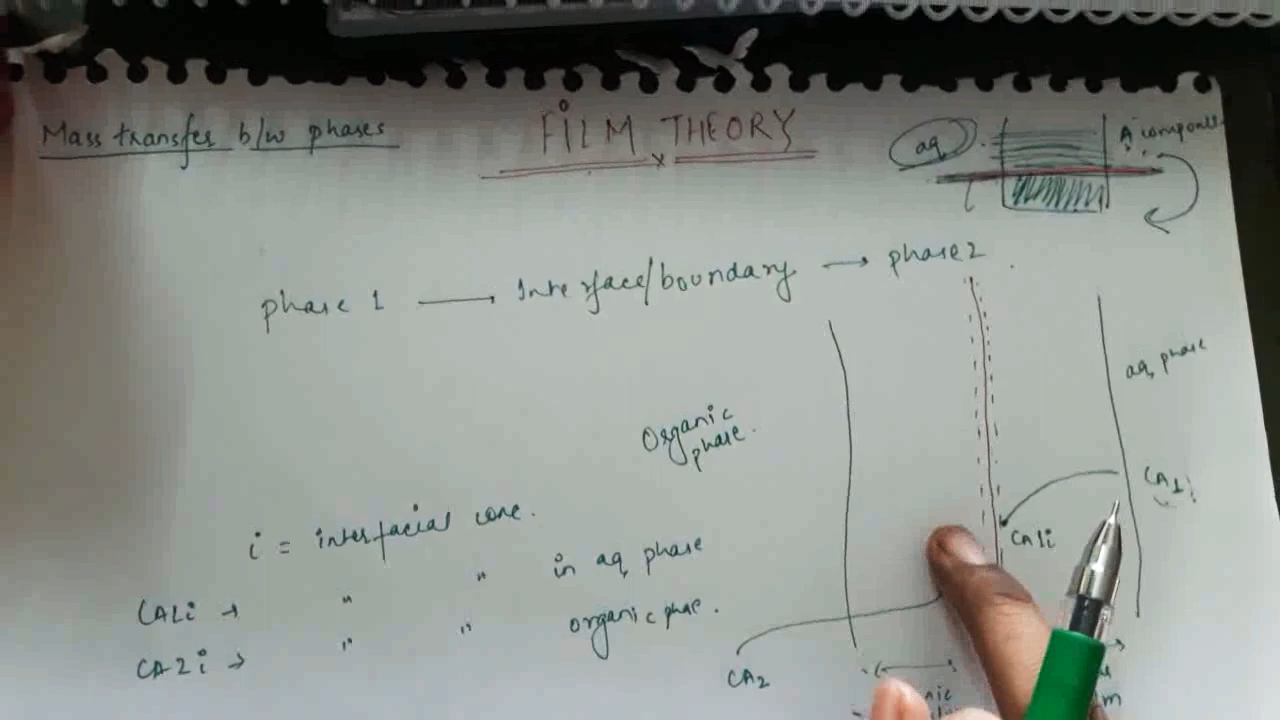 Mass transfer b/w phases
FILM THEORY
aq
A component
phase 1 → Interface/boundary → phase 2
aq phase
Organic
phase.
CA1
i = interfacial conc.
CA1i
CA1i → " " in aq phase
CA2i → " " organic phase.
CA2